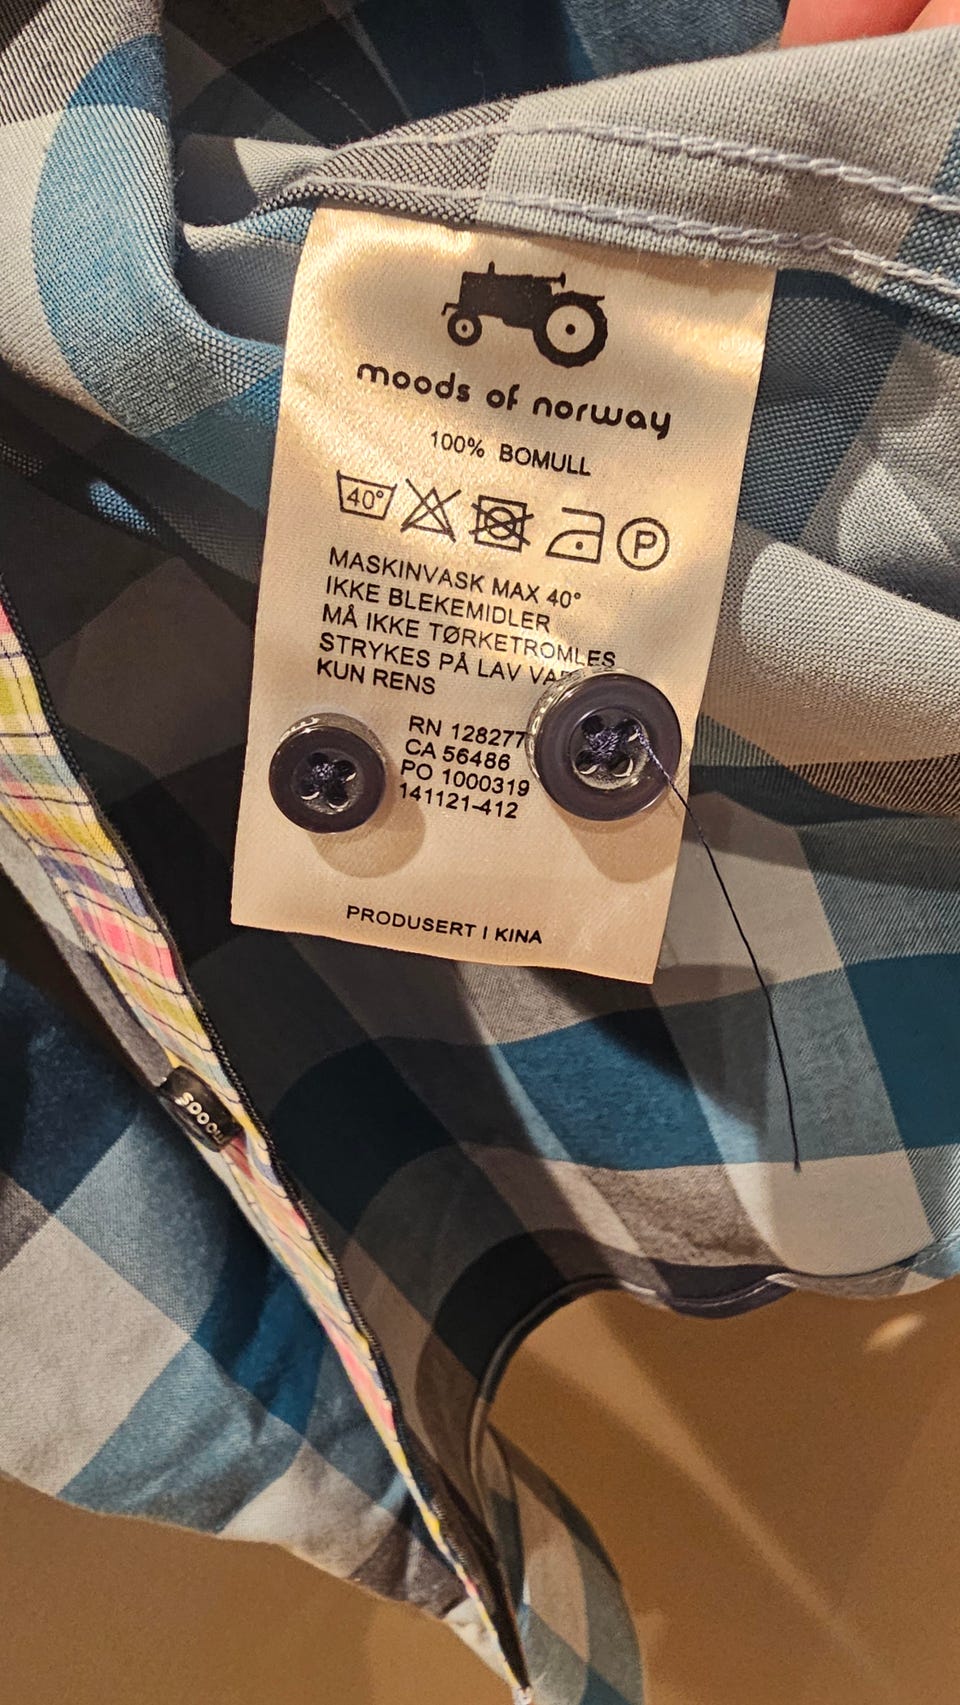 moods of norway
100% BOMULL
40°
P
MASKINVASK MAX 40°
IKKE BLEKEMIDLER
MÅ IKKE TØRKETROMLES
STRYKES PÅ LAV
KUN RENS
RN 128277
CA 56486
PO 1000319
141121-412
PRODUSERT I KINA
moods